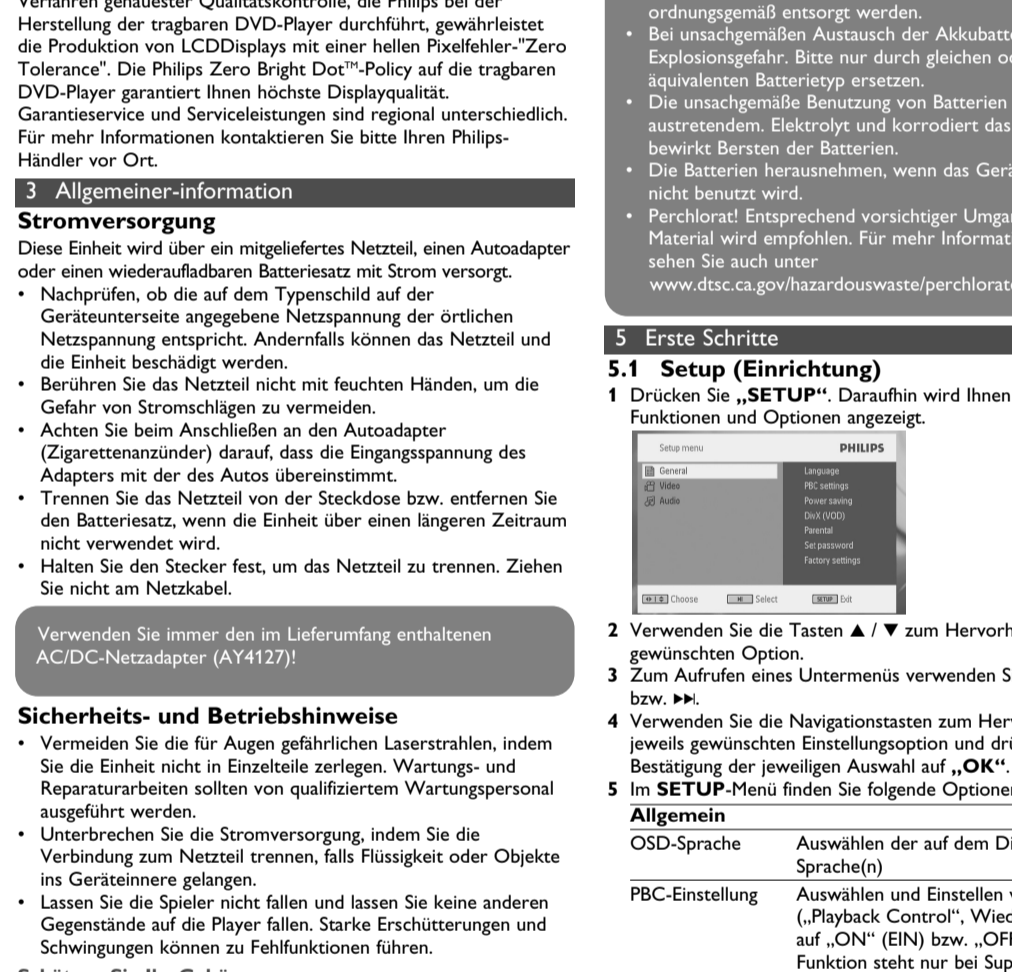 Verfahren genauester Qualitätskontrolle, die Philips bei der
Herstellung der tragbaren DVD-Player durchführt, gewährleistet
die Produktion von LCDDisplays mit einer hellen Pixelfehler-"Zero
Tolerance". Die Philips Zero Bright Dot™-Policy auf die tragbaren
DVD-Player garantiert Ihnen höchste Displayqualität.
Garantieservice und Serviceleistungen sind regional unterschiedlich.
Für mehr Informationen kontaktieren Sie bitte Ihren Philips-
Händler vor Ort.
3 Allgemeiner-information
Stromversorgung
Diese Einheit wird über ein mitgeliefertes Netzteil, einen Autoadapter
oder einen wiederaufladbaren Batteriesatz mit Strom versorgt.
• Nachprüfen, ob die auf dem Typenschild auf der
Geräteunterseite angegebene Netzspannung der örtlichen
Netzspannung entspricht. Andernfalls können das Netzteil und
die Einheit beschädigt werden.
• Berühren Sie das Netzteil nicht mit feuchten Händen, um die
Gefahr von Stromschlägen zu vermeiden.
• Achten Sie beim Anschließen an den Autoadapter
(Zigarettenanzünder) darauf, dass die Eingangsspannung des
Adapters mit der des Autos übereinstimmt.
• Trennen Sie das Netzteil von der Steckdose bzw. entfernen Sie
den Batteriesatz, wenn die Einheit über einen längeren Zeitraum
nicht verwendet wird.
• Halten Sie den Stecker fest, um das Netzteil zu trennen. Ziehen
Sie nicht am Netzkabel.
Verwenden Sie immer den im Lieferumfang enthaltenen
AC/DC-Netzadapter (AY4127)!
Sicherheits- und Betriebshinweise
• Vermeiden Sie die für Augen gefährlichen Laserstrahlen, indem
Sie die Einheit nicht in Einzelteile zerlegen. Wartungs- und
Reparaturarbeiten sollten von qualifiziertem Wartungspersonal
ausgeführt werden.
• Unterbrechen Sie die Stromversorgung, indem Sie die
Verbindung zum Netzteil trennen, falls Flüssigkeit oder Objekte
ins Geräteinnere gelangen.
• Lassen Sie die Spieler nicht fallen und lassen Sie keine anderen
Gegenstände auf die Player fallen. Starke Erschütterungen und
Schwingungen können zu Fehlfunktionen führen.
ordnungsgemäß entsorgt werden.
• Bei unsachgemäßen Austausch der Akkubatt
Explosionsgefahr. Bitte nur durch gleichen o
äquivalenten Batterietyp ersetzen.
• Die unsachgemäße Benutzung von Batterien
austretendem. Elektrolyt und korrodiert das
bewirkt Bersten der Batterien.
• Die Batterien herausnehmen, wenn das Gerä
nicht benutzt wird.
• Perchlorat! Entsprechend vorsichtiger Umga
Material wird empfohlen. Für mehr Informat
sehen Sie auch unter
www.dtsc.ca.gov/hazardouswaste/perchlorat
5 Erste Schritte
5.1 Setup (Einrichtung)
1 Drücken Sie „SETUP“. Daraufhin wird Ihnen
Funktionen und Optionen angezeigt.
Setup menu PHILIPS
General Language
Video PBC settings
Audio Power saving
DivX (VOD)
Parental
Set password
Factory settings
Choose Select SETUP Exit
2 Verwenden Sie die Tasten ▲ / ▼ zum Hervorh
gewünschten Option.
3 Zum Aufrufen eines Untermenüs verwenden S
bzw. ▶▶|.
4 Verwenden Sie die Navigationstasten zum Her
jeweils gewünschten Einstellungsoption und dr
Bestätigung der jeweiligen Auswahl auf „OK“.
5 Im SETUP-Menü finden Sie folgende Optione
Allgemein
OSD-Sprache Auswählen der auf dem Di
Sprache(n)
PBC-Einstellung Auswählen und Einstellen
(„Playback Control“, Wied
auf „ON“ (EIN) bzw. „OF
Funktion steht nur bei Sup